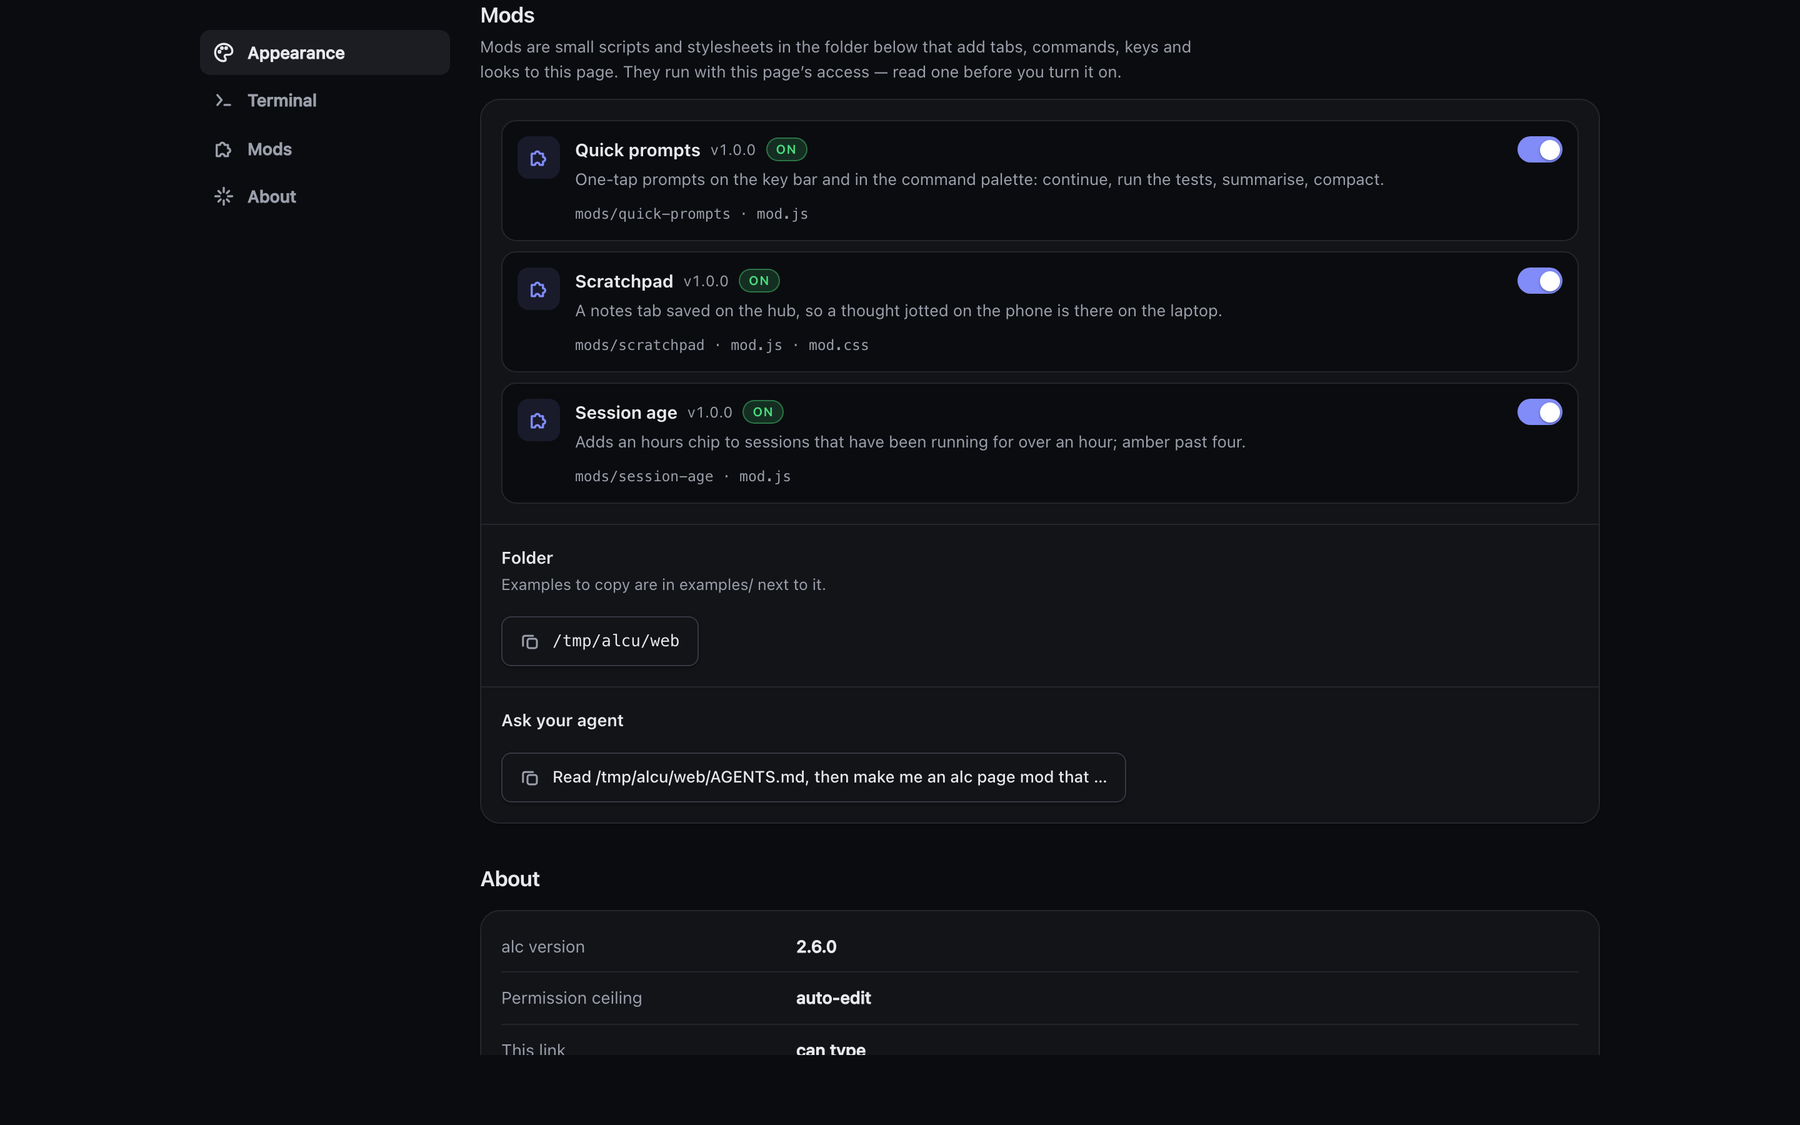 Appearance
Terminal
Mods
About
Mods
Mods are small scripts and stylesheets in the folder below that add tabs, commands, keys and
looks to this page. They run with this page’s access — read one before you turn it on.
Quick prompts v1.0.0 ON
One-tap prompts on the key bar and in the command palette: continue, run the tests, summarise, compact.
mods/quick-prompts · mod.js
Scratchpad v1.0.0 ON
A notes tab saved on the hub, so a thought jotted on the phone is there on the laptop.
mods/scratchpad · mod.js · mod.css
Session age v1.0.0 ON
Adds an hours chip to sessions that have been running for over an hour; amber past four.
mods/session-age · mod.js
Folder
Examples to copy are in examples/ next to it.
/tmp/alcu/web
Ask your agent
Read /tmp/alcu/web/AGENTS.md, then make me an alc page mod that ...
About
alc version 2.6.0
Permission ceiling auto-edit
This link can type